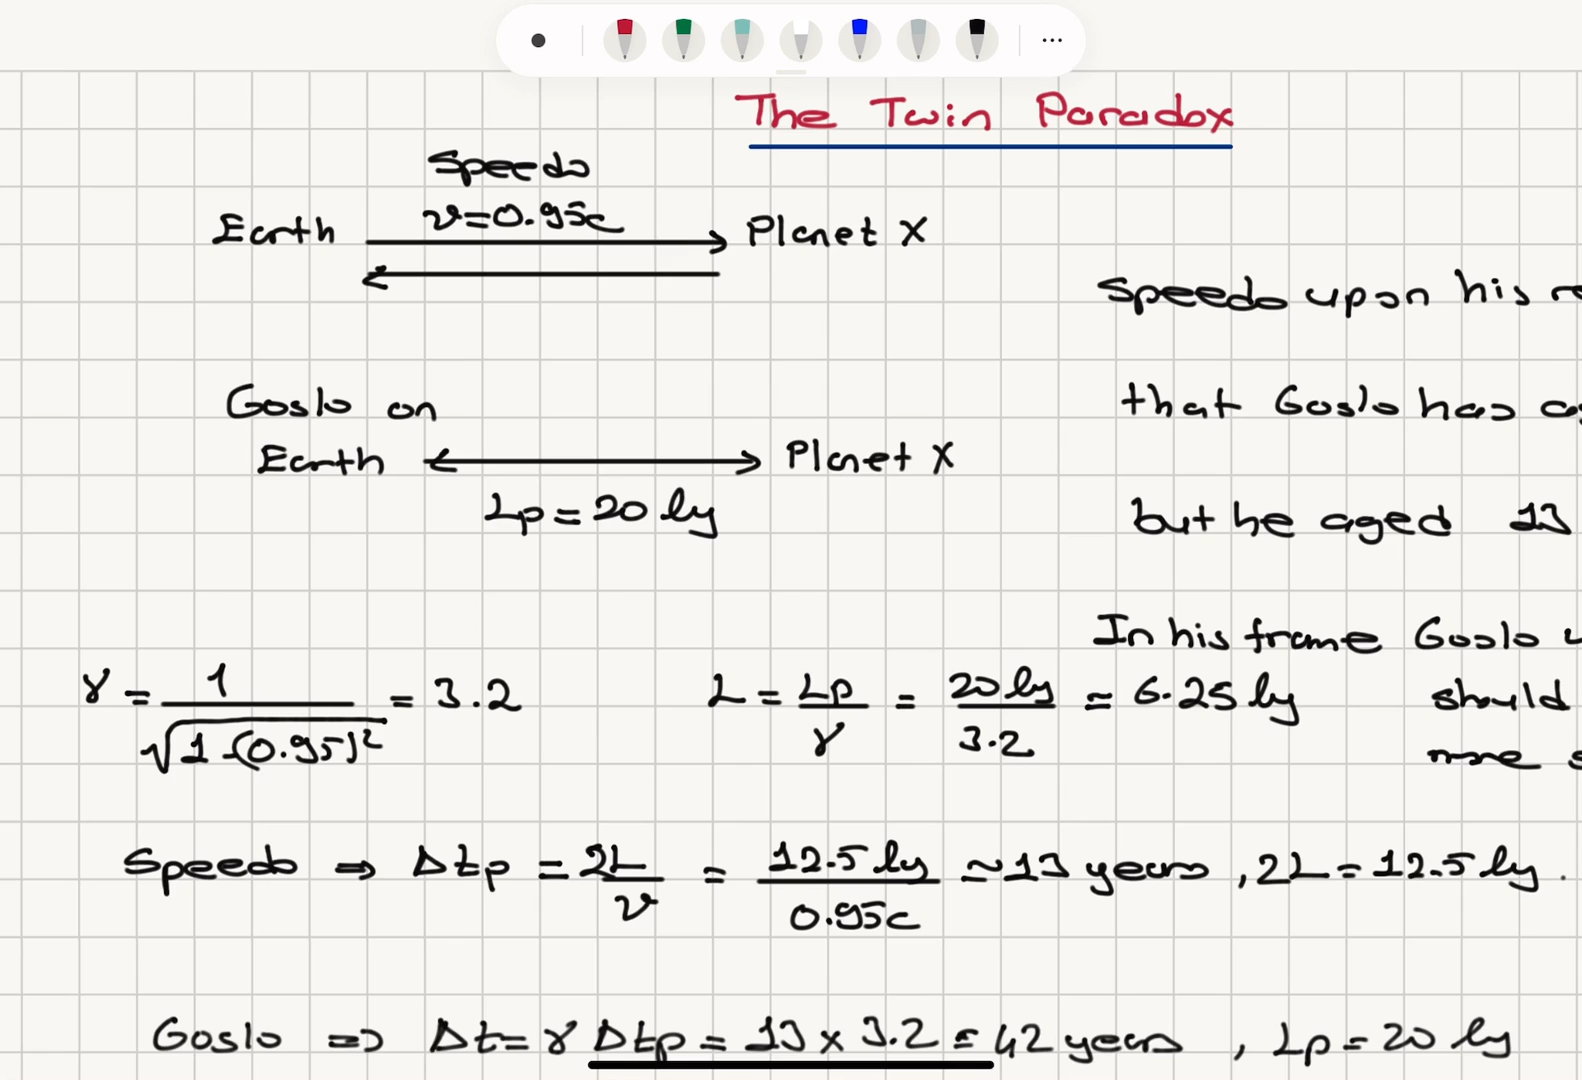 The Twin Paradox
Speedo
v=0.95c
Earth
Planet X
Goslo on
Earth
Planet X
Lp = 20 ly
Speedo upon his
that Goslo has
but he aged 13
In his frame Goslo
should
more
γ = 1/√1-(0.95)² = 3.2
L = Lp/γ = 20 ly/3.2 = 6.25 ly
Speedo ⇒ Δtp = 2L/v = 12.5 ly/0.95c ≈ 13 years, 2L = 12.5 ly.
Goslo ⇒ Δt = γ Δtp = 13 x 3.2 = 42 years, Lp = 20 ly